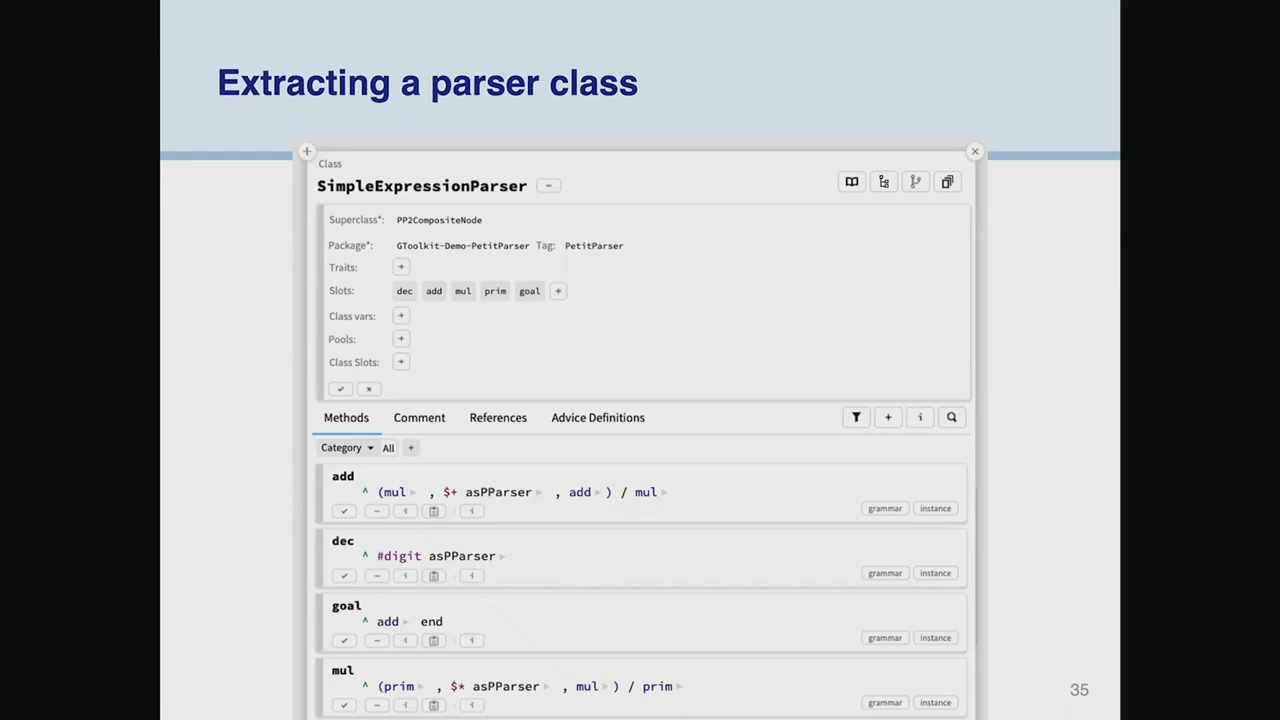 Extracting a parser class
Class
SimpleExpressionParser
Superclass*: PP2CompositeNode
Package*: GToolkit-Demo-PetitParser Tag: PetitParser
Traits: +
Slots: dec add mul prim goal +
Class vars: +
Pools: +
Class Slots: +
Methods Comment References Advice Definitions
Category All +
add
^ (mul , $+ asPParser , add ) / mul
grammar instance
dec
^ #digit asPParser
grammar instance
goal
^ add end
grammar instance
mul
^ (prim , $* asPParser , mul ) / prim
grammar instance
35